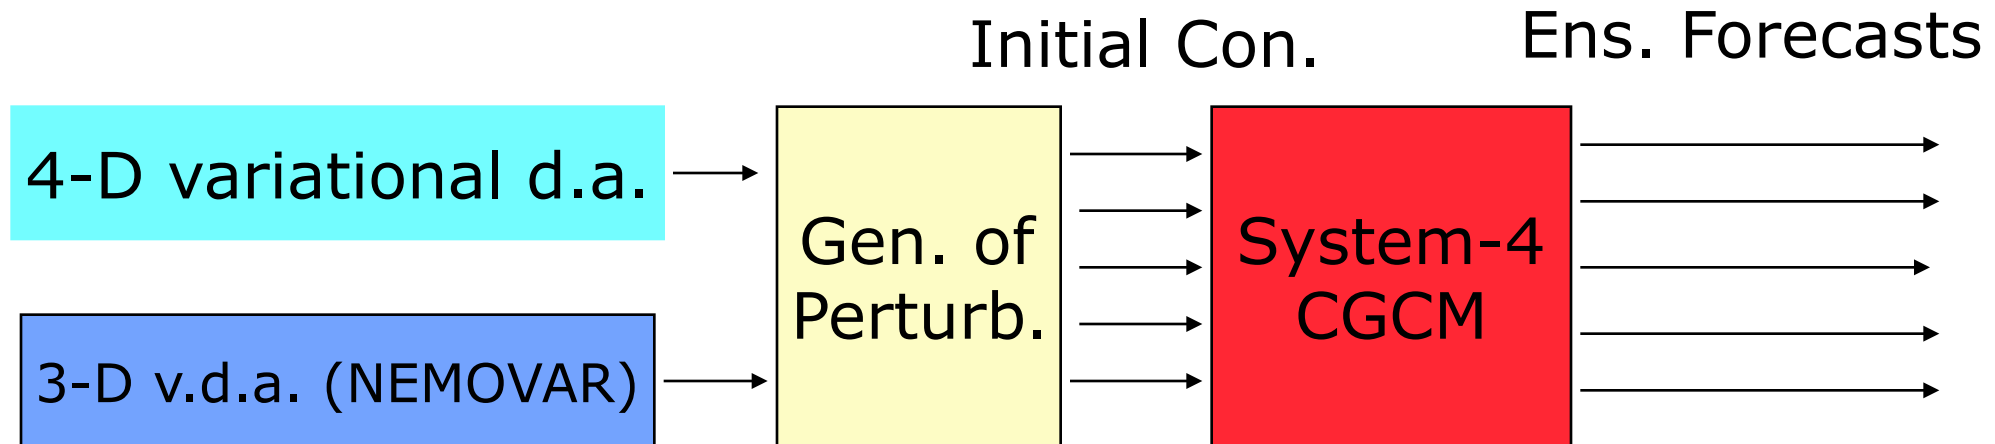 Initial Con.
Ens. Forecasts
4-D variational d.a.
Gen. of
Perturb.
System-4
CGCM
3-D v.d.a. (NEMOVAR)